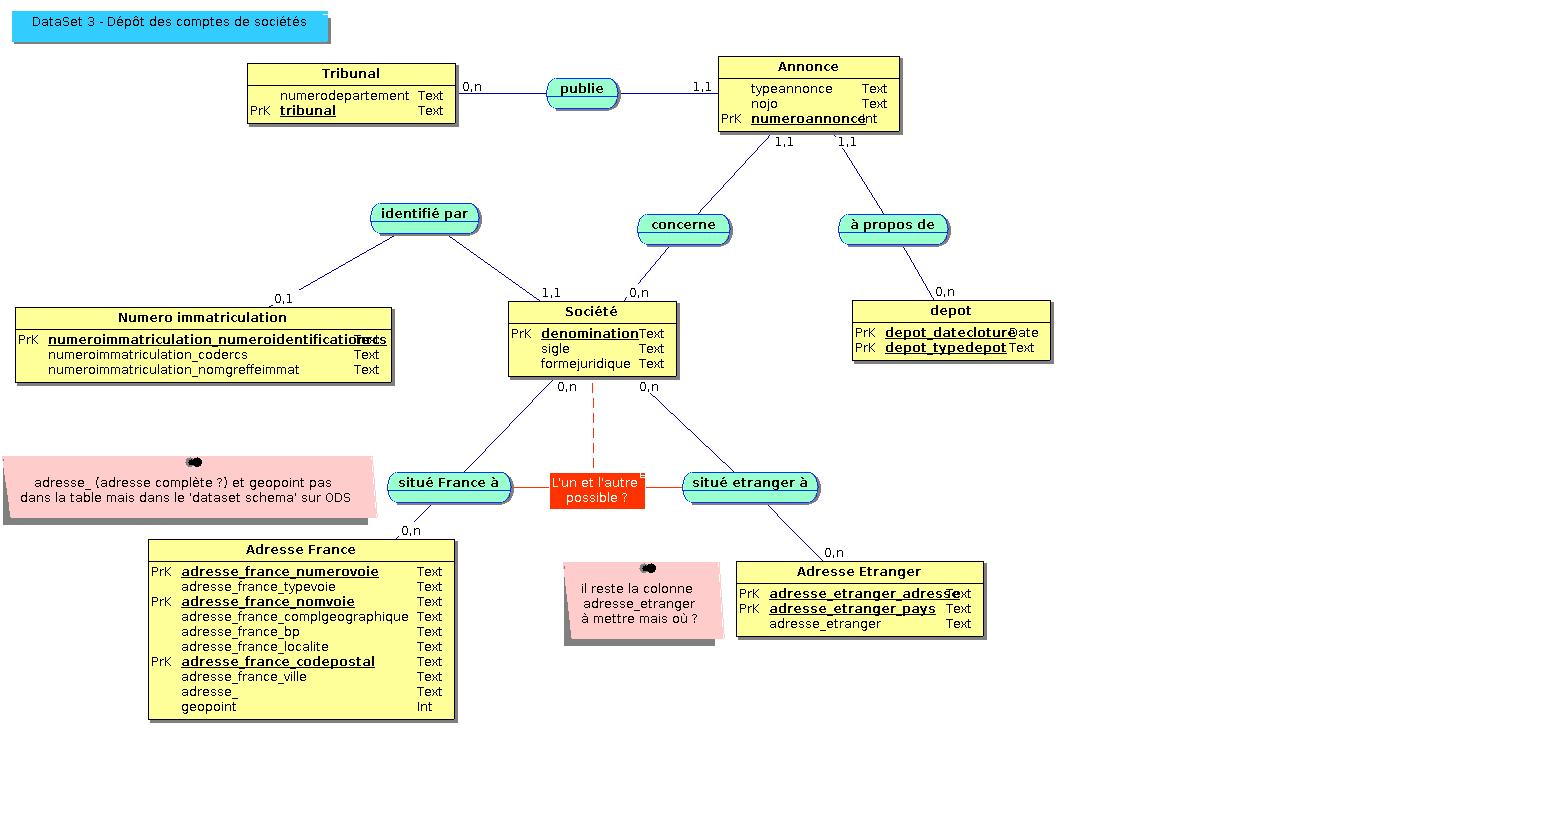 DataSet 3 - Dépôt des comptes de sociétés
Tribunal
numerodepartement Text
PrK tribunal Text
0,n
publie
1,1
Annonce
typeannonce Text
nojo Text
PrK numeroannonce Int
1,1
1,1
identifié par
concerne
à propos de
0,1
1,1
0,n
0,n
Numero immatriculation
PrK numeroimmatriculation_numeroidentificationrcs Text
numeroimmatriculation_codercs Text
numeroimmatriculation_nomgreffeimmat Text
Société
PrK denomination Text
sigle Text
formejuridique Text
depot
PrK depot_datecloture Date
PrK depot_typedepot Text
0,n
0,n
adresse_ (adresse complète ?) et geopoint pas
dans la table mais dans le 'dataset schema' sur ODS
situé France à
L'un et l'autre
possible ?
situé etranger à
0,n
0,n
Adresse France
PrK adresse_france_numerovoie Text
adresse_france_typevoie Text
PrK adresse_france_nomvoie Text
adresse_france_complgeographique Text
adresse_france_bp Text
adresse_france_localite Text
PrK adresse_france_codepostal Text
adresse_france_ville Text
adresse_ Text
geopoint Int
il reste la colonne
adresse_etranger
à mettre mais où ?
Adresse Etranger
PrK adresse_etranger_adresse Text
PrK adresse_etranger_pays Text
adresse_etranger Text